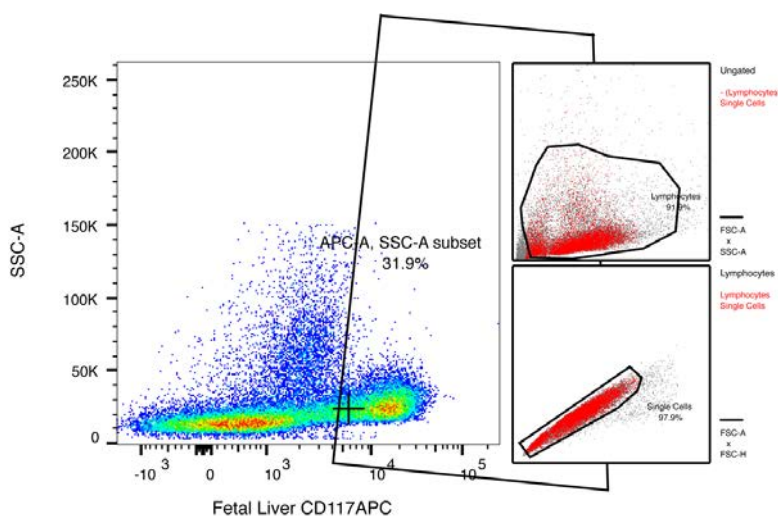 250K
200K
150K
100K
50K
0
SSC-A
APC-A, SSC-A subset
31.9%
-10 3
0
10 3
10 4
10 5
Fetal Liver CD117APC
Lymphocytes
91.9%
Ungated
- (Lymphocytes
Single Cells
FSC-A
x
SSC-A
Single Cells
97.9%
Lymphocytes
Lymphocytes
Single Cells
FSC-A
x
FSC-H